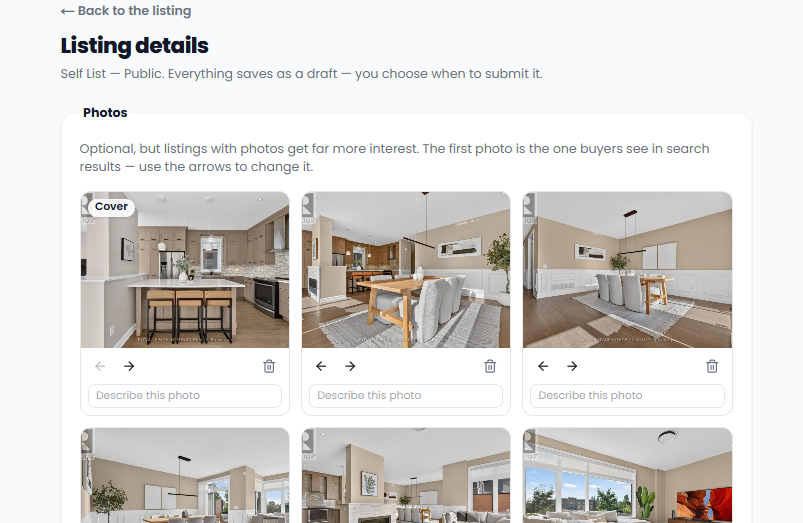 ← Back to the listing
Listing details
Self List — Public. Everything saves as a draft — you choose when to submit it.
Photos
Optional, but listings with photos get far more interest. The first photo is the one buyers see in search
results — use the arrows to change it.
Cover
← →
← →
← →
Describe this photo
Describe this photo
Describe this photo